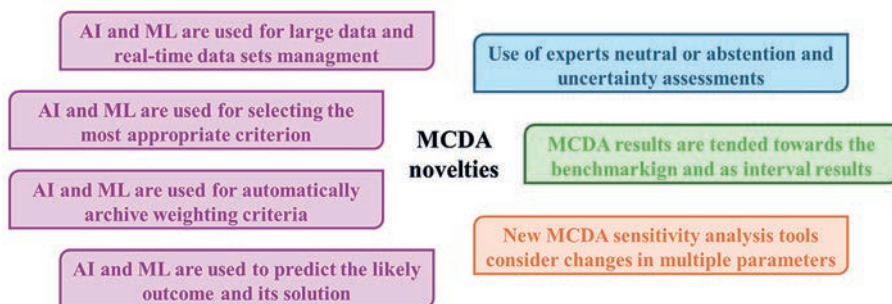 AI and ML are used for large data and
real-time data sets managment
AI and ML are used for selecting the
most appropriate criterion
AI and ML are used for automatically
archive weighting criteria
AI and ML are used to predict the likely
outcome and its solution
MCDA
novelties
Use of experts neutral or abstention and
uncertainty assessments
MCDA results are tended towards the
benchmarkign and as interval results
New MCDA sensitivity analysis tools
consider changes in multiple parameters